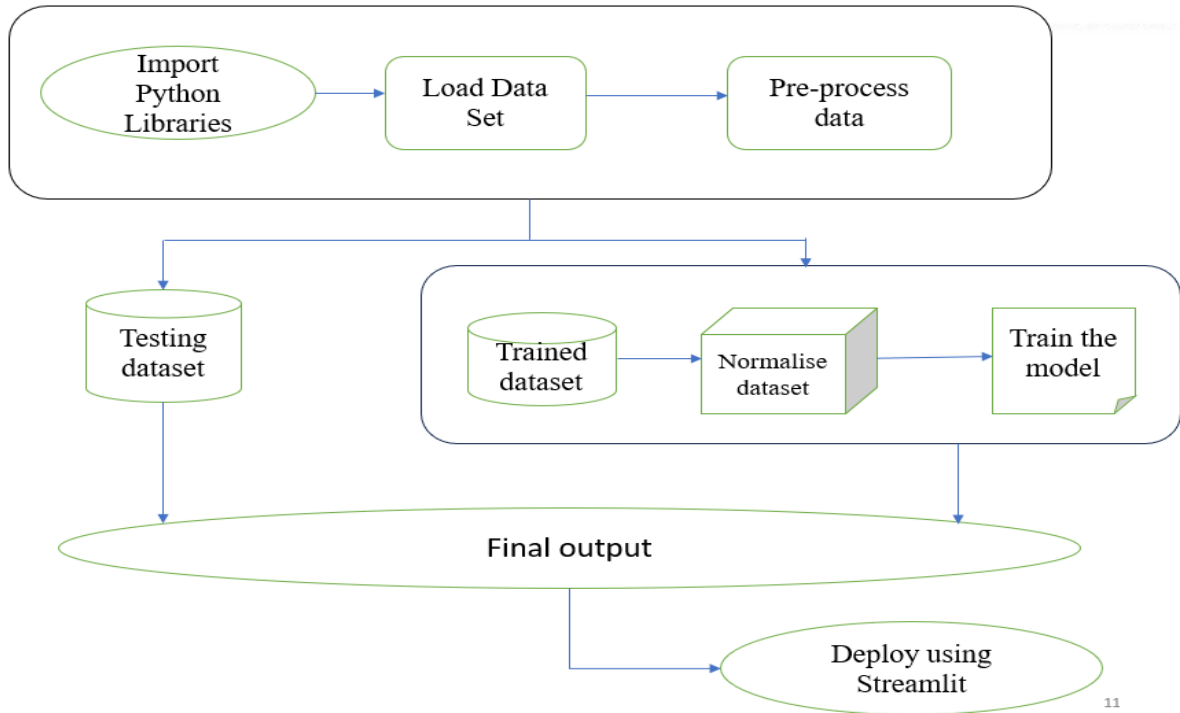 Import
Python
Libraries
Load Data
Set
Pre-process
data
Testing
dataset
Trained
dataset
Normalise
dataset
Train the
model
Final output
Deploy using
Streamlit
11